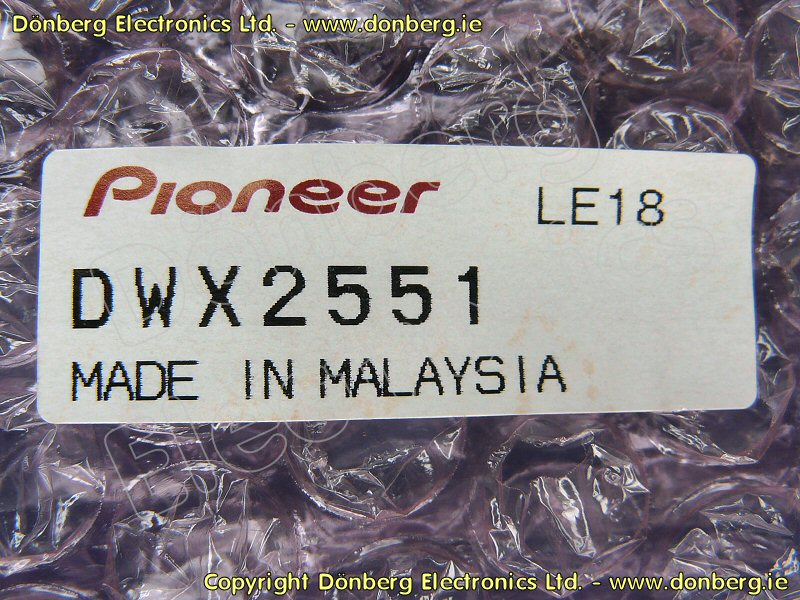 Dönberg Electronics Ltd. - www.donberg.ie
Pioneer LE18
DWX2551
MADE IN MALAYSIA
Copyright Dönberg Electronics Ltd. - www.donberg.ie